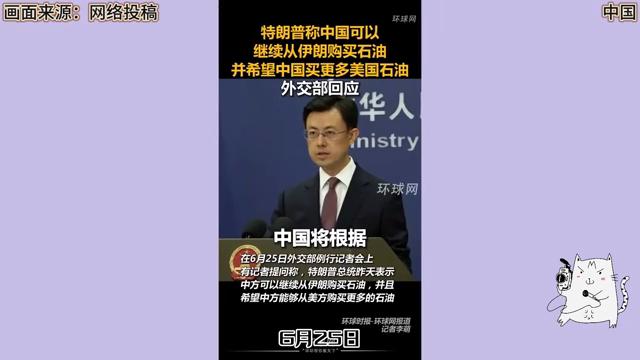 画面来源：网络投稿
中国
环球网
特朗普称中国可以
继续从伊朗购买石油
并希望中国买更多美国石油
外交部回应
华人
inistry
环球网
中国将根据
在6月25日外交部例行记者会上
有记者提问称，特朗普总统昨天表示
中方可以继续从伊朗购买石油，并且
希望中方能够从美方购买更多的石油
环球时报-环球网报道
记者李萌
6月25日